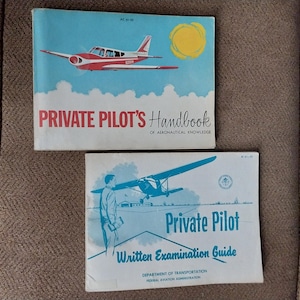 PRIVATE PILOT'S Handbook
OF AERONAUTICAL KNOWLEDGE
Private Pilot
Written Examination Guide
DEPARTMENT OF TRANSPORTATION
FEDERAL AVIATION ADMINISTRATION